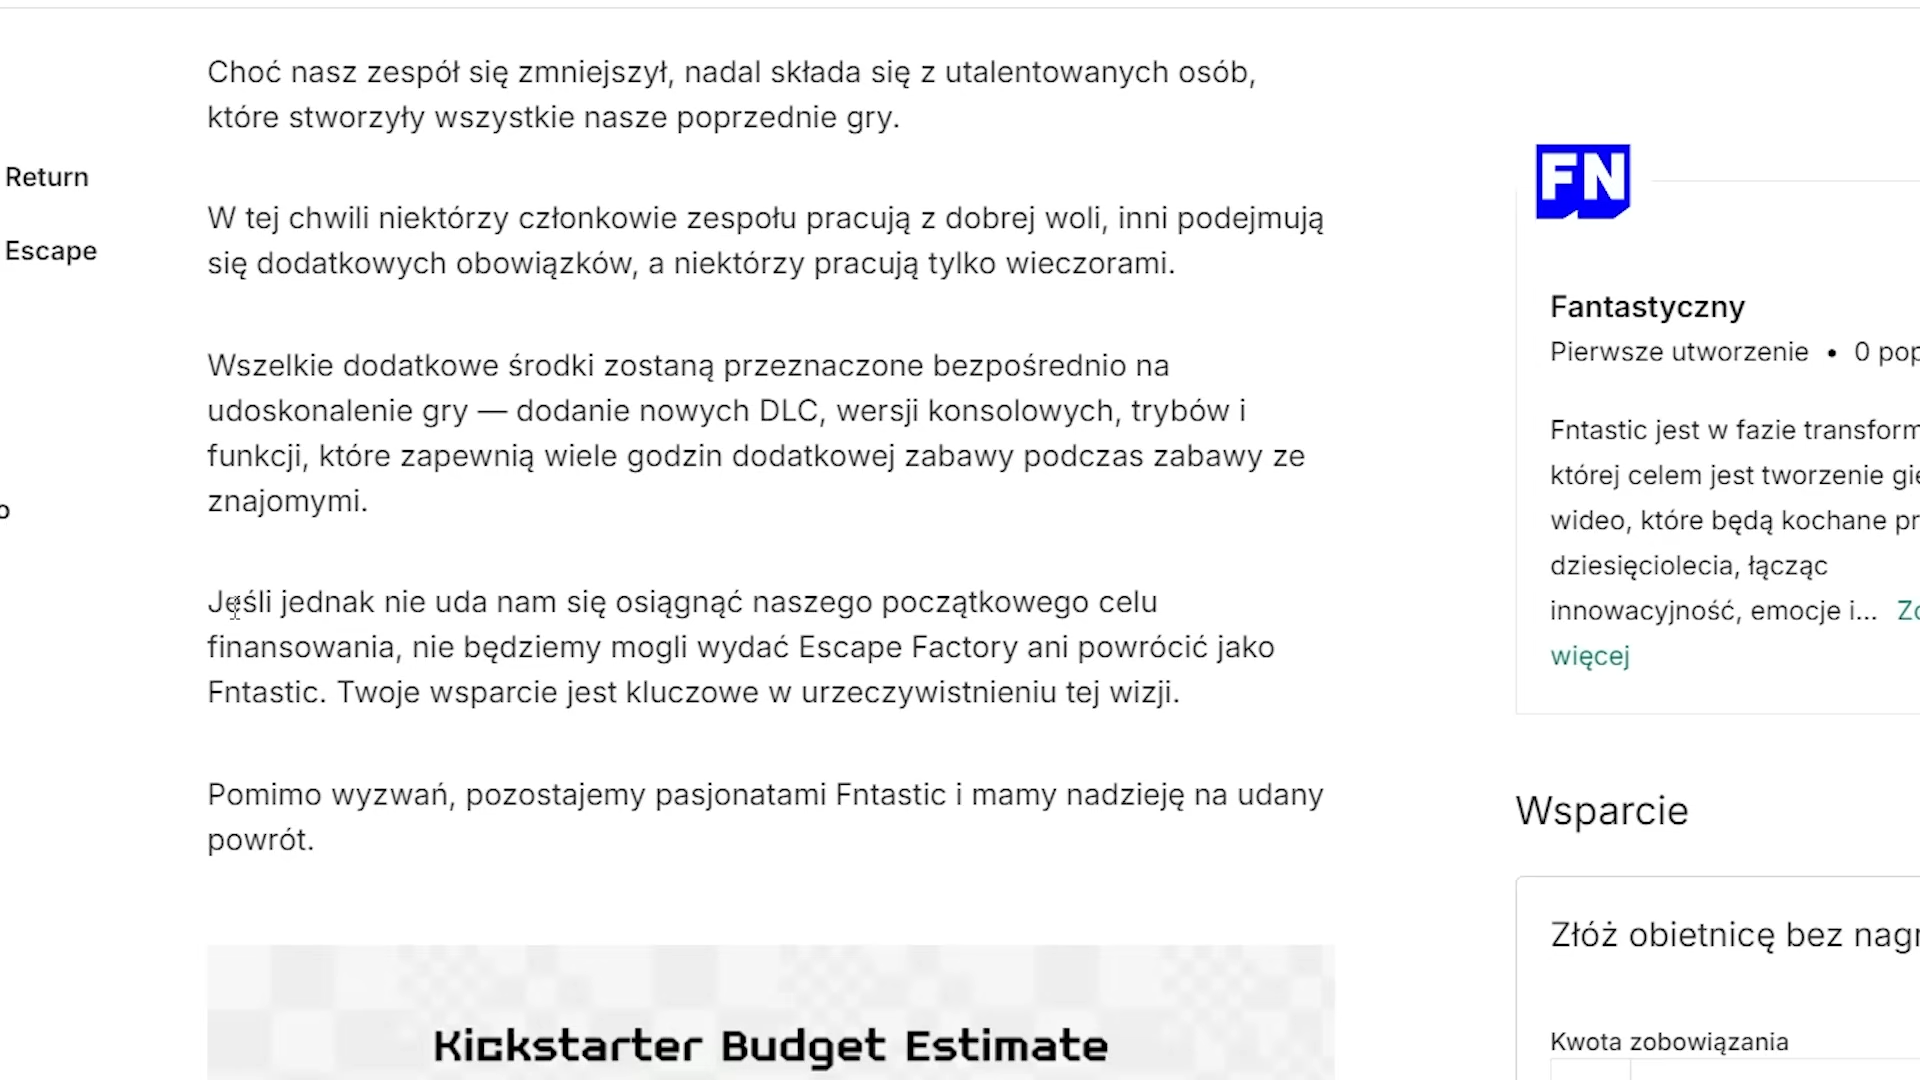 Choć nasz zespół się zmniejszył, nadal składa się z utalentowanych osób,
które stworzyły wszystkie nasze poprzednie gry.
Return
Escape
W tej chwili niektórzy członkowie zespołu pracują z dobrej woli, inni podejmują
się dodatkowych obowiązków, a niektórzy pracują tylko wieczorami.
Wszelkie dodatkowe środki zostaną przeznaczone bezpośrednio na
udoskonalenie gry — dodanie nowych DLC, wersji konsolowych, trybów i
funkcji, które zapewnią wiele godzin dodatkowej zabawy podczas zabawy ze
znajomymi.
Jeśli jednak nie uda nam się osiągnąć naszego początkowego celu
finansowania, nie będziemy mogli wydać Escape Factory ani powrócić jako
Fntastic. Twoje wsparcie jest kluczowe w urzeczywistnieniu tej wizji.
Pomimo wyzwań, pozostajemy pasjonatami Fntastic i mamy nadzieję na udany
powrót.
Kickstarter Budget Estimate
FN
Fantastyczny
Pierwsze utworzenie • 0 pop
Fntastic jest w fazie transform
której celem jest tworzenie gie
wideo, które będą kochane pr
dziesięciolecia, łącząc
innowacyjność, emocje i... Zo
więcej
Wsparcie
Złóż obietnicę bez nagr
Kwota zobowiązania